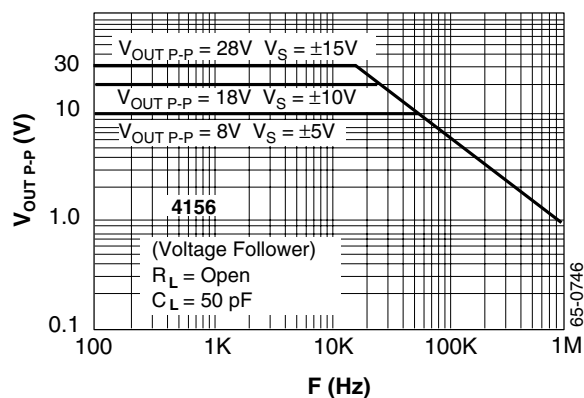 V_OUT P-P = 28V V_S = ±15V
30
V_OUT P-P = 18V V_S = ±10V
10
V_OUT P-P = 8V V_S = ±5V
V_OUT P-P (V)
4156
1.0
(Voltage Follower)
R_L = Open
C_L = 50 pF
0.1
100 1K 10K 100K 1M
F (Hz)
65-0746